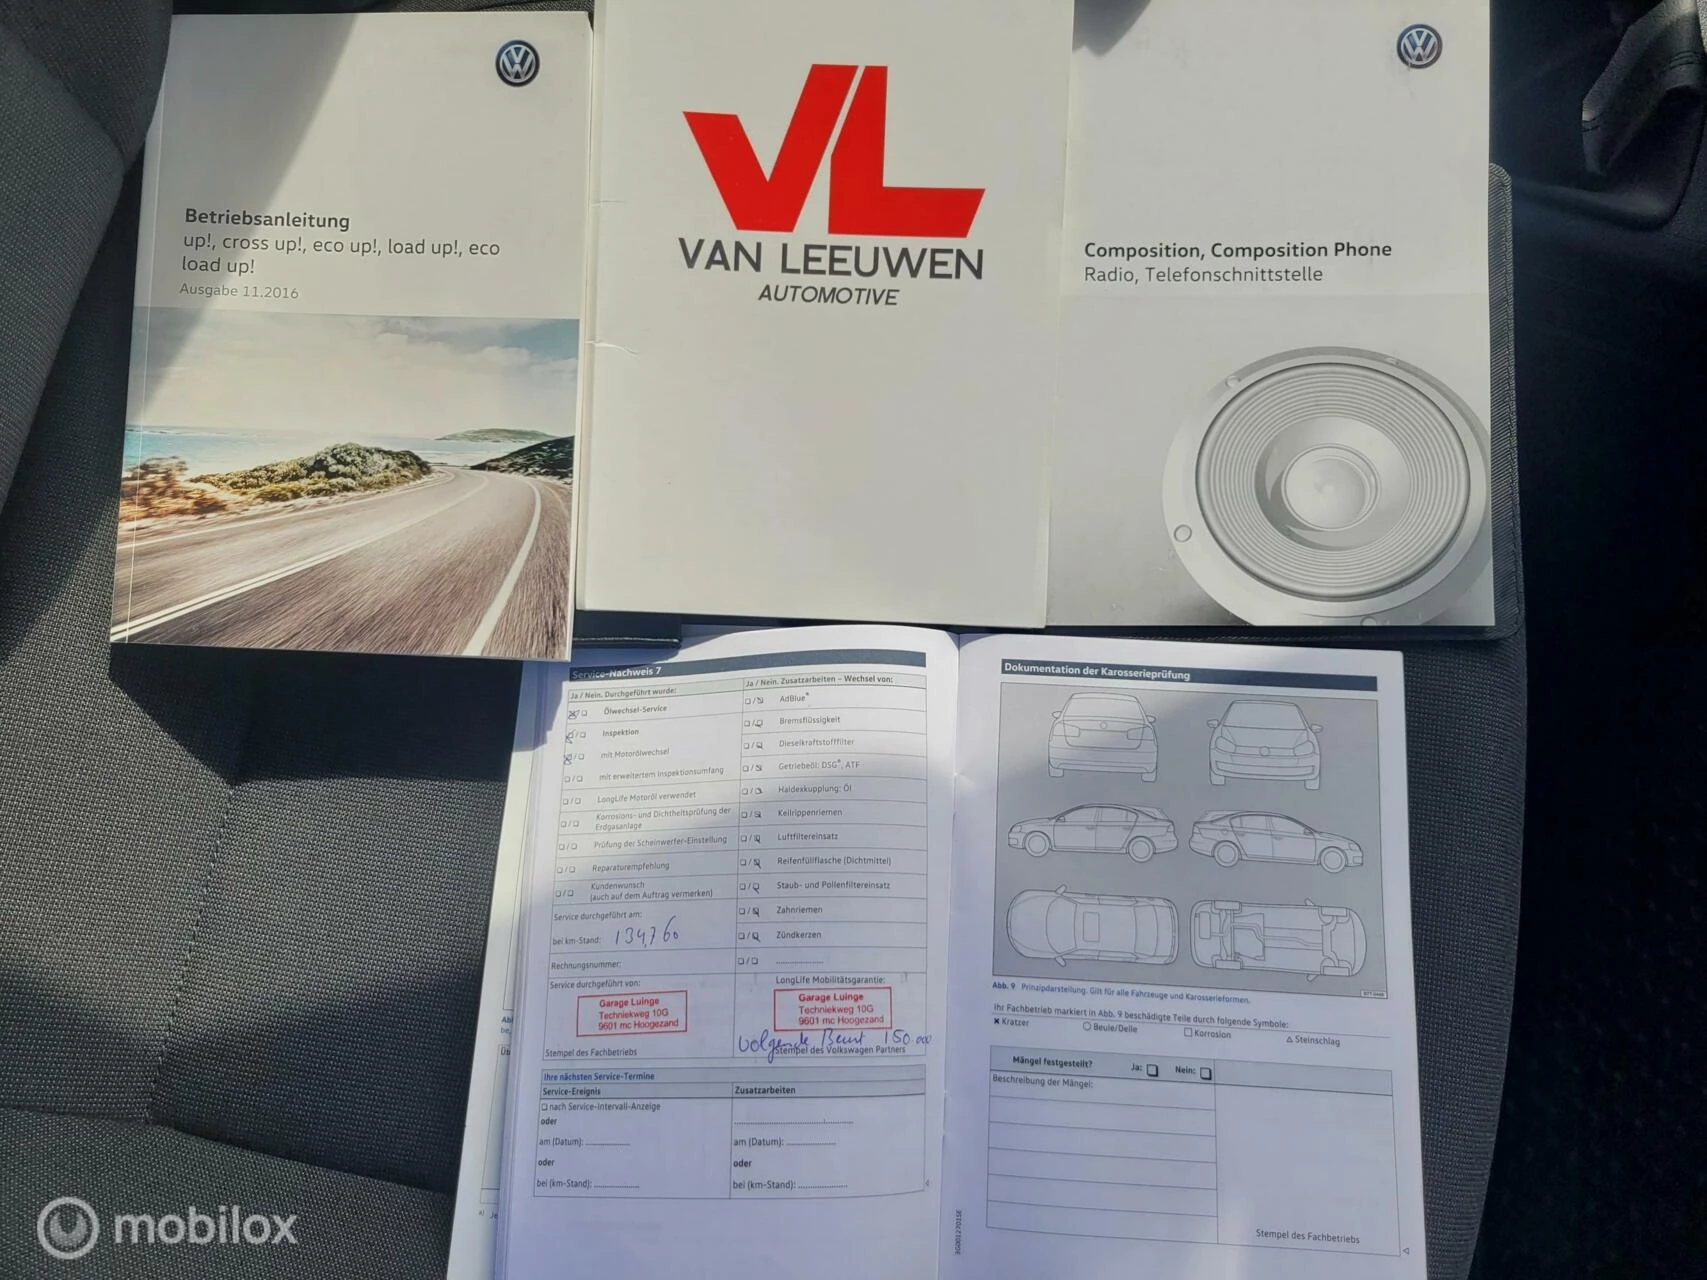 Betriebsanleitung
up!, cross up!, eco up!, load up!, eco
load up!
Ausgabe 11.2016
VAN LEEUWEN
AUTOMOTIVE
Composition, Composition Phone
Radio, Telefonschnittstelle
Service-Nachweis 7
Ja / Nein. Durchgeführt wurde:
Ölwechsel-Service
Inspektion
mit Motorölwechsel
mit erweitertem Inspektionsumfang
LongLife Motoröl verwendet
Korrosions- und Dichtheitsprüfung der
Erdgasanlage
Prüfung der Scheinwerfer-Einstellung
Reparaturempfehlung
Kundenwunsch
(auch auf dem Auftrag vermerken)
Service durchgeführt am:
bei km-Stand: 134,760
Rechnungsnummer:
Service durchgeführt von:
Garage Luinge
Techniekweg 10G
9601 mc Hoogezand
Stempel des Fachbetriebs
Ja / Nein. Zusatzarbeiten – Wechsel von:
AdBlue®
Bremsflüssigkeit
Dieselkraftstofffilter
Getriebeöl: DSG®, ATF
Haldexkupplung: Öl
Keilrippenriemen
Luftfiltereinsatz
Reifenfüllflasche (Dichtmittel)
Staub- und Pollenfiltereinsatz
Zahnriemen
Zündkerzen
LongLife Mobilitätsgarantie:
Garage Luinge
Techniekweg 10G
9601 mc Hoogezand
volgende Beurt 150.000
Stempel des Volkswagen Partners
Ihre nächsten Service-Termine
Service-Ereignis
Zusatzarbeiten
nach Service-Intervall-Anzeige
oder
am (Datum):
oder
bei (km-Stand):
am (Datum):
oder
bei (km-Stand):
Dokumentation der Karosserieprüfung
Abb. 9 Prinzipdarstellung. Gilt für alle Fahrzeuge und Karosserieformen.
Ihr Fachbetrieb markiert in Abb. 9 beschädigte Teile durch folgende Symbole:
Kratzer
Beule/Delle
Korrosion
Steinschlag
Mängel festgestellt? Ja: Nein:
Beschreibung der Mängel:
Stempel des Fachbetriebs
mobilox